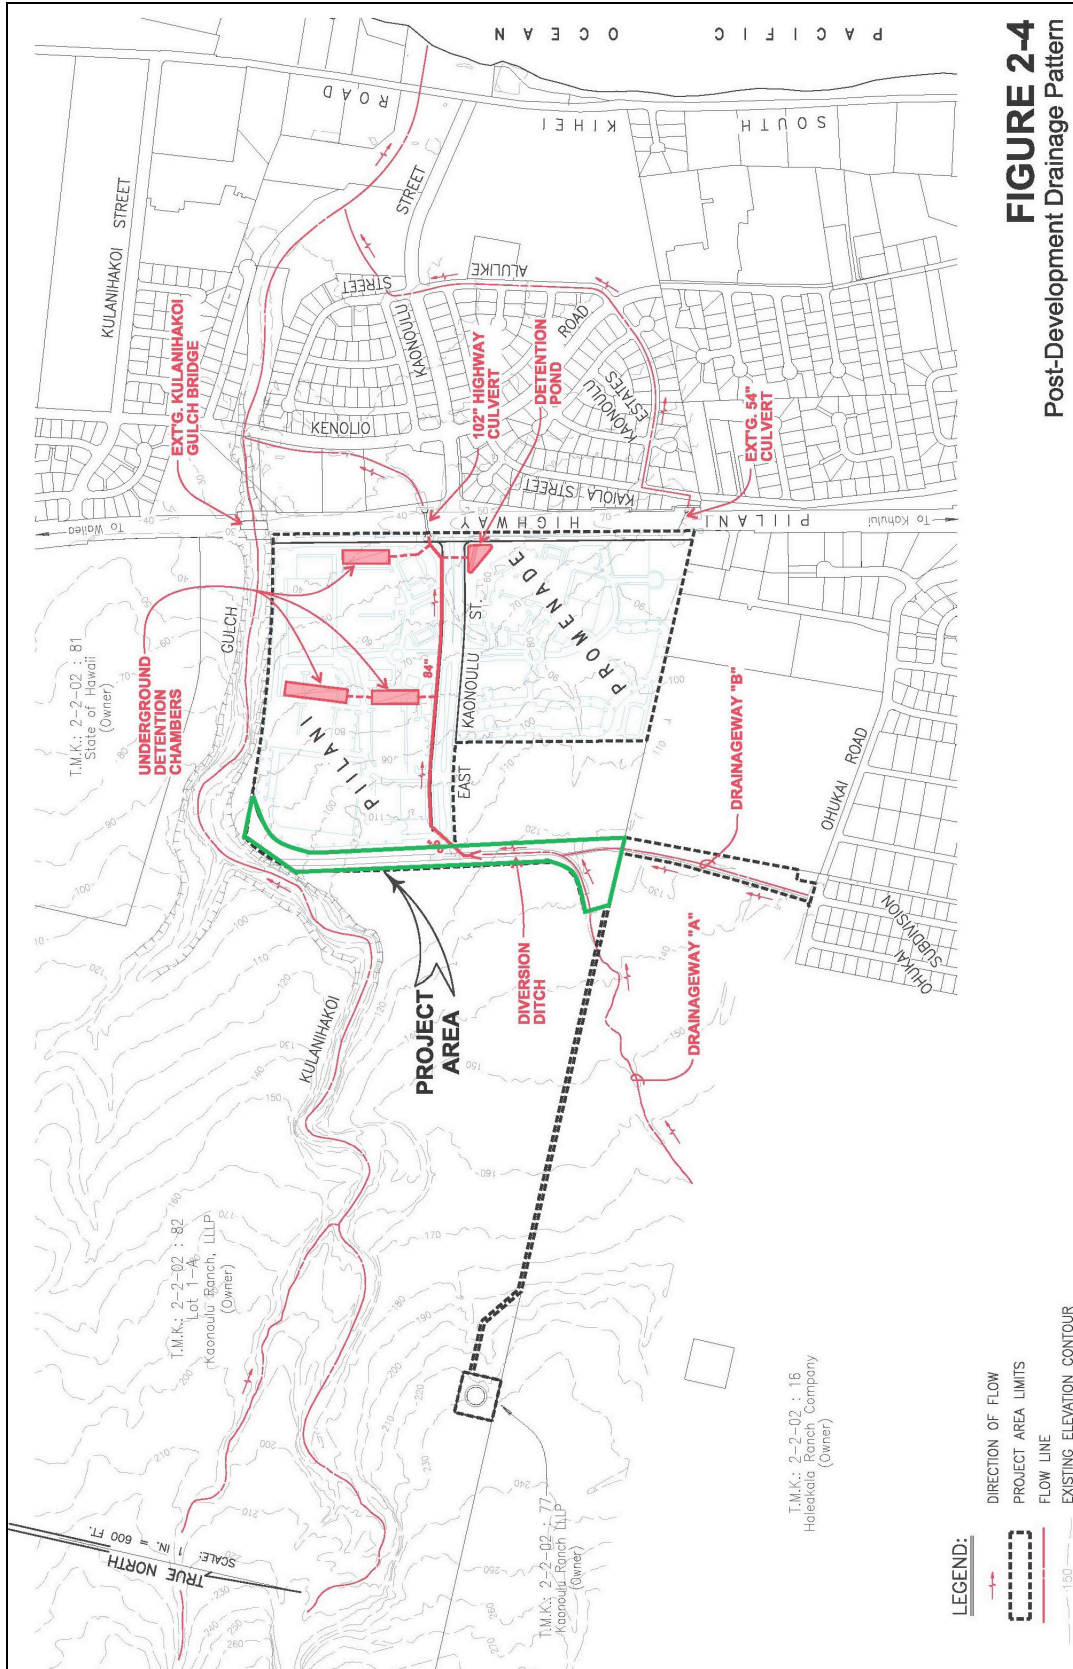 PACIFIC OCEAN
FIGURE 2-4
Post-Development Drainage Pattern
KULANIHAKOI STREET
SOUTH KIHEI ROAD
EXT'G. KULANIHAKOI
GULCH BRIDGE
KAONOULU STREET
ALULIKE STREET
KENOLIO
102" HIGHWAY
CULVERT
DETENTION
POND
KAONOULU
ESTATES
ROAD
KAIOLA STREET
EXT'G. 54"
CULVERT
To Wailea
PIILANI HIGHWAY
To Kahului
T.M.K.: 2-2-02 : 81
State of Hawaii
(Owner)
UNDERGROUND
DETENTION
CHAMBERS
GULCH
PIILANI PROMENADE
84"
EAST KAONOULU ST.
DRAINAGEWAY "B"
OHUKAI ROAD
OHUKAI
SUBDIVISION
DIVERSION
DITCH
PROJECT
AREA
DRAINAGEWAY "A"
KULANIHAKOI
T.M.K.: 2-2-02 : 82
Lot 1-A
Kaonoulu Ranch, LLLP
(Owner)
T.M.K.: 2-2-02 : 77
Kaonoulu Ranch LLLP
(Owner)
T.M.K.: 2-2-02 : 16
Haleakala Ranch Company
(Owner)
TRUE NORTH
SCALE: 1 IN. = 600 FT.
LEGEND:
DIRECTION OF FLOW
PROJECT AREA LIMITS
FLOW LINE
150 EXISTING ELEVATION CONTOUR